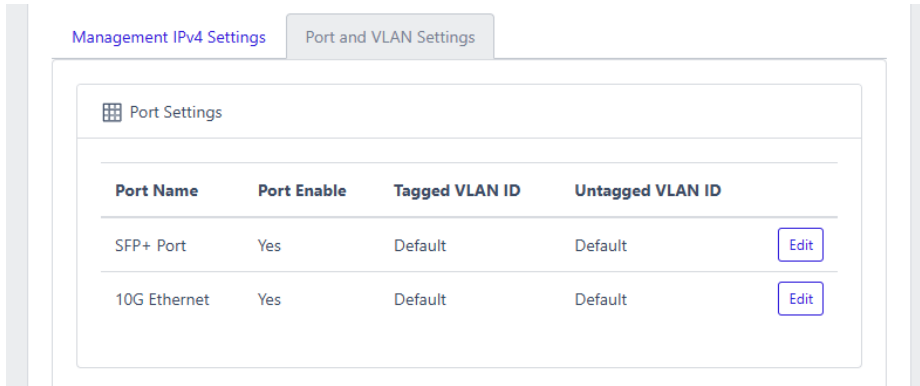 Management IPv4 Settings Port and VLAN Settings
Port Settings
Port Name Port Enable Tagged VLAN ID Untagged VLAN ID
SFP+ Port Yes Default Default Edit
10G Ethernet Yes Default Default Edit